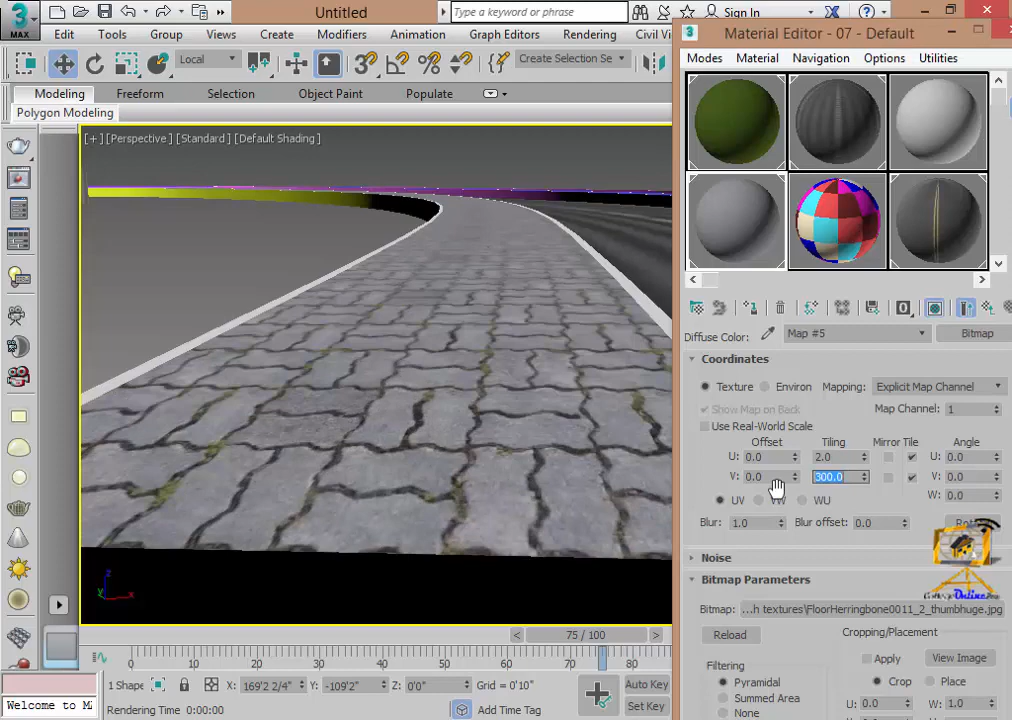 3 Untitled Type a keyword or phrase Sign In
MAX Edit Tools Group Views Create Modifiers Animation Graph Editors Rendering Civil Vi
Local 3 Create Selection Se
Modeling Freeform Selection Object Paint Populate
Polygon Modeling
[+] [Perspective] [Standard] [Default Shading]
3 Material Editor - 07 - Default
Modes Material Navigation Options Utilities
Diffuse Color: Map #5 Bitmap
Coordinates
Texture Environ Mapping: Explicit Map Channel
Show Map on Back Map Channel: 1
Use Real-World Scale
Offset Tiling Mirror Tile Angle
U: 0.0 2.0 U: 0.0
V: 0.0 300.0 V: 0.0
UV VW WU W: 0.0
Blur: 1.0 Blur offset: 0.0
Noise
Bitmap Parameters
Bitmap: ...h textures\FloorHerringbone0011_2_thumbhuge.jpg
Reload Cropping/Placement
Apply View Image
Filtering
Pyramidal Crop Place
Summed Area
None U: 0.0 W: 1.0
z
y x
< 75 / 100 >
0 10 20 30 40 50 60 70 80
1 Shape X: 169'2 2/4" Y: -109'2" Z: 0'0" Grid = 0'10" Auto Key
Welcome to MA Rendering Time 0:00:00 Add Time Tag Set Key